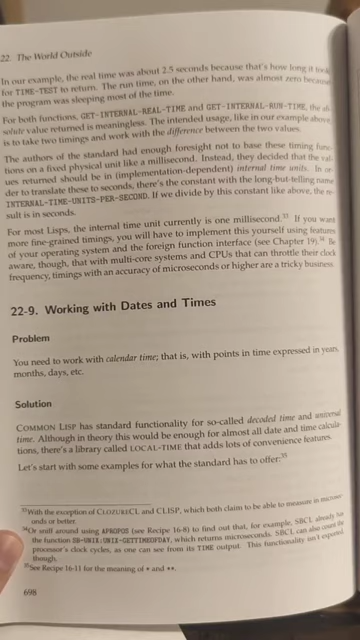 22. The World Outside
In our example, the real time was about 2.5 seconds because that's how long it took
for TIME-TEST to return. The run time, on the other hand, was almost zero because
the program was sleeping most of the time.
For both functions, GET-INTERNAL-REAL-TIME and GET-INTERNAL-RUN-TIME, the ab-
solute value returned is meaningless. The intended usage, like in our example above,
is to take two timings and work with the difference between the two values.
The authors of the standard had enough foresight not to base these timing func-
tions on a fixed physical unit like a millisecond. Instead, they decided that the val-
ues returned should be in (implementation-dependent) internal time units. In or-
der to translate these to seconds, there's the constant with the long-but-telling name
INTERNAL-TIME-UNITS-PER-SECOND. If we divide by this constant like above, the re-
sult is in seconds.
For most Lisps, the internal time unit currently is one millisecond.33 If you want
more fine-grained timings, you will have to implement this yourself using features
of your operating system and the foreign function interface (see Chapter 19).34 Be
aware, though, that with multi-core systems and CPUs that can throttle their clock
frequency, timings with an accuracy of microseconds or higher are a tricky business.
22-9. Working with Dates and Times
Problem
You need to work with calendar time; that is, with points in time expressed in years,
months, days, etc.
Solution
COMMON LISP has standard functionality for so-called decoded time and universal
time. Although in theory this would be enough for almost all date and time calcula-
tions, there's a library called LOCAL-TIME that adds lots of convenience features.
Let's start with some examples for what the standard has to offer:35
33With the exception of CLOZURECL and CLISP, which both claim to be able to measure in microse-
onds or better.
34Or sniff around using APROPOS (see Recipe 16-8) to find out that, for example, SBCL already has
the function SB-UNIX::UNIX-GETTIMEOFDAY, which returns microseconds. SBCL can also count the
processor's clock cycles, as one can see from its TIME output. This functionality isn't exported
though.
35See Recipe 16-11 for the meaning of * and **.
698